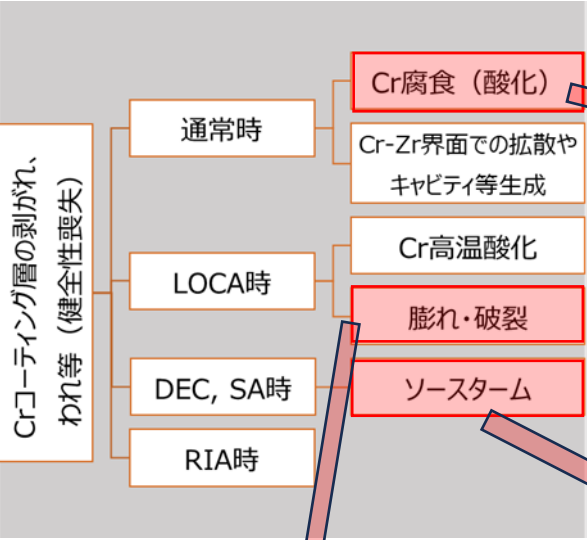 Crコーティング層の剥がれ、
われ等（健全性喪失）
通常時
Cr腐食（酸化）
Cr-Zr界面での拡散や
キャビティ等生成
LOCA時
Cr高温酸化
膨れ・破裂
DEC, SA時
ソースターム
RIA時